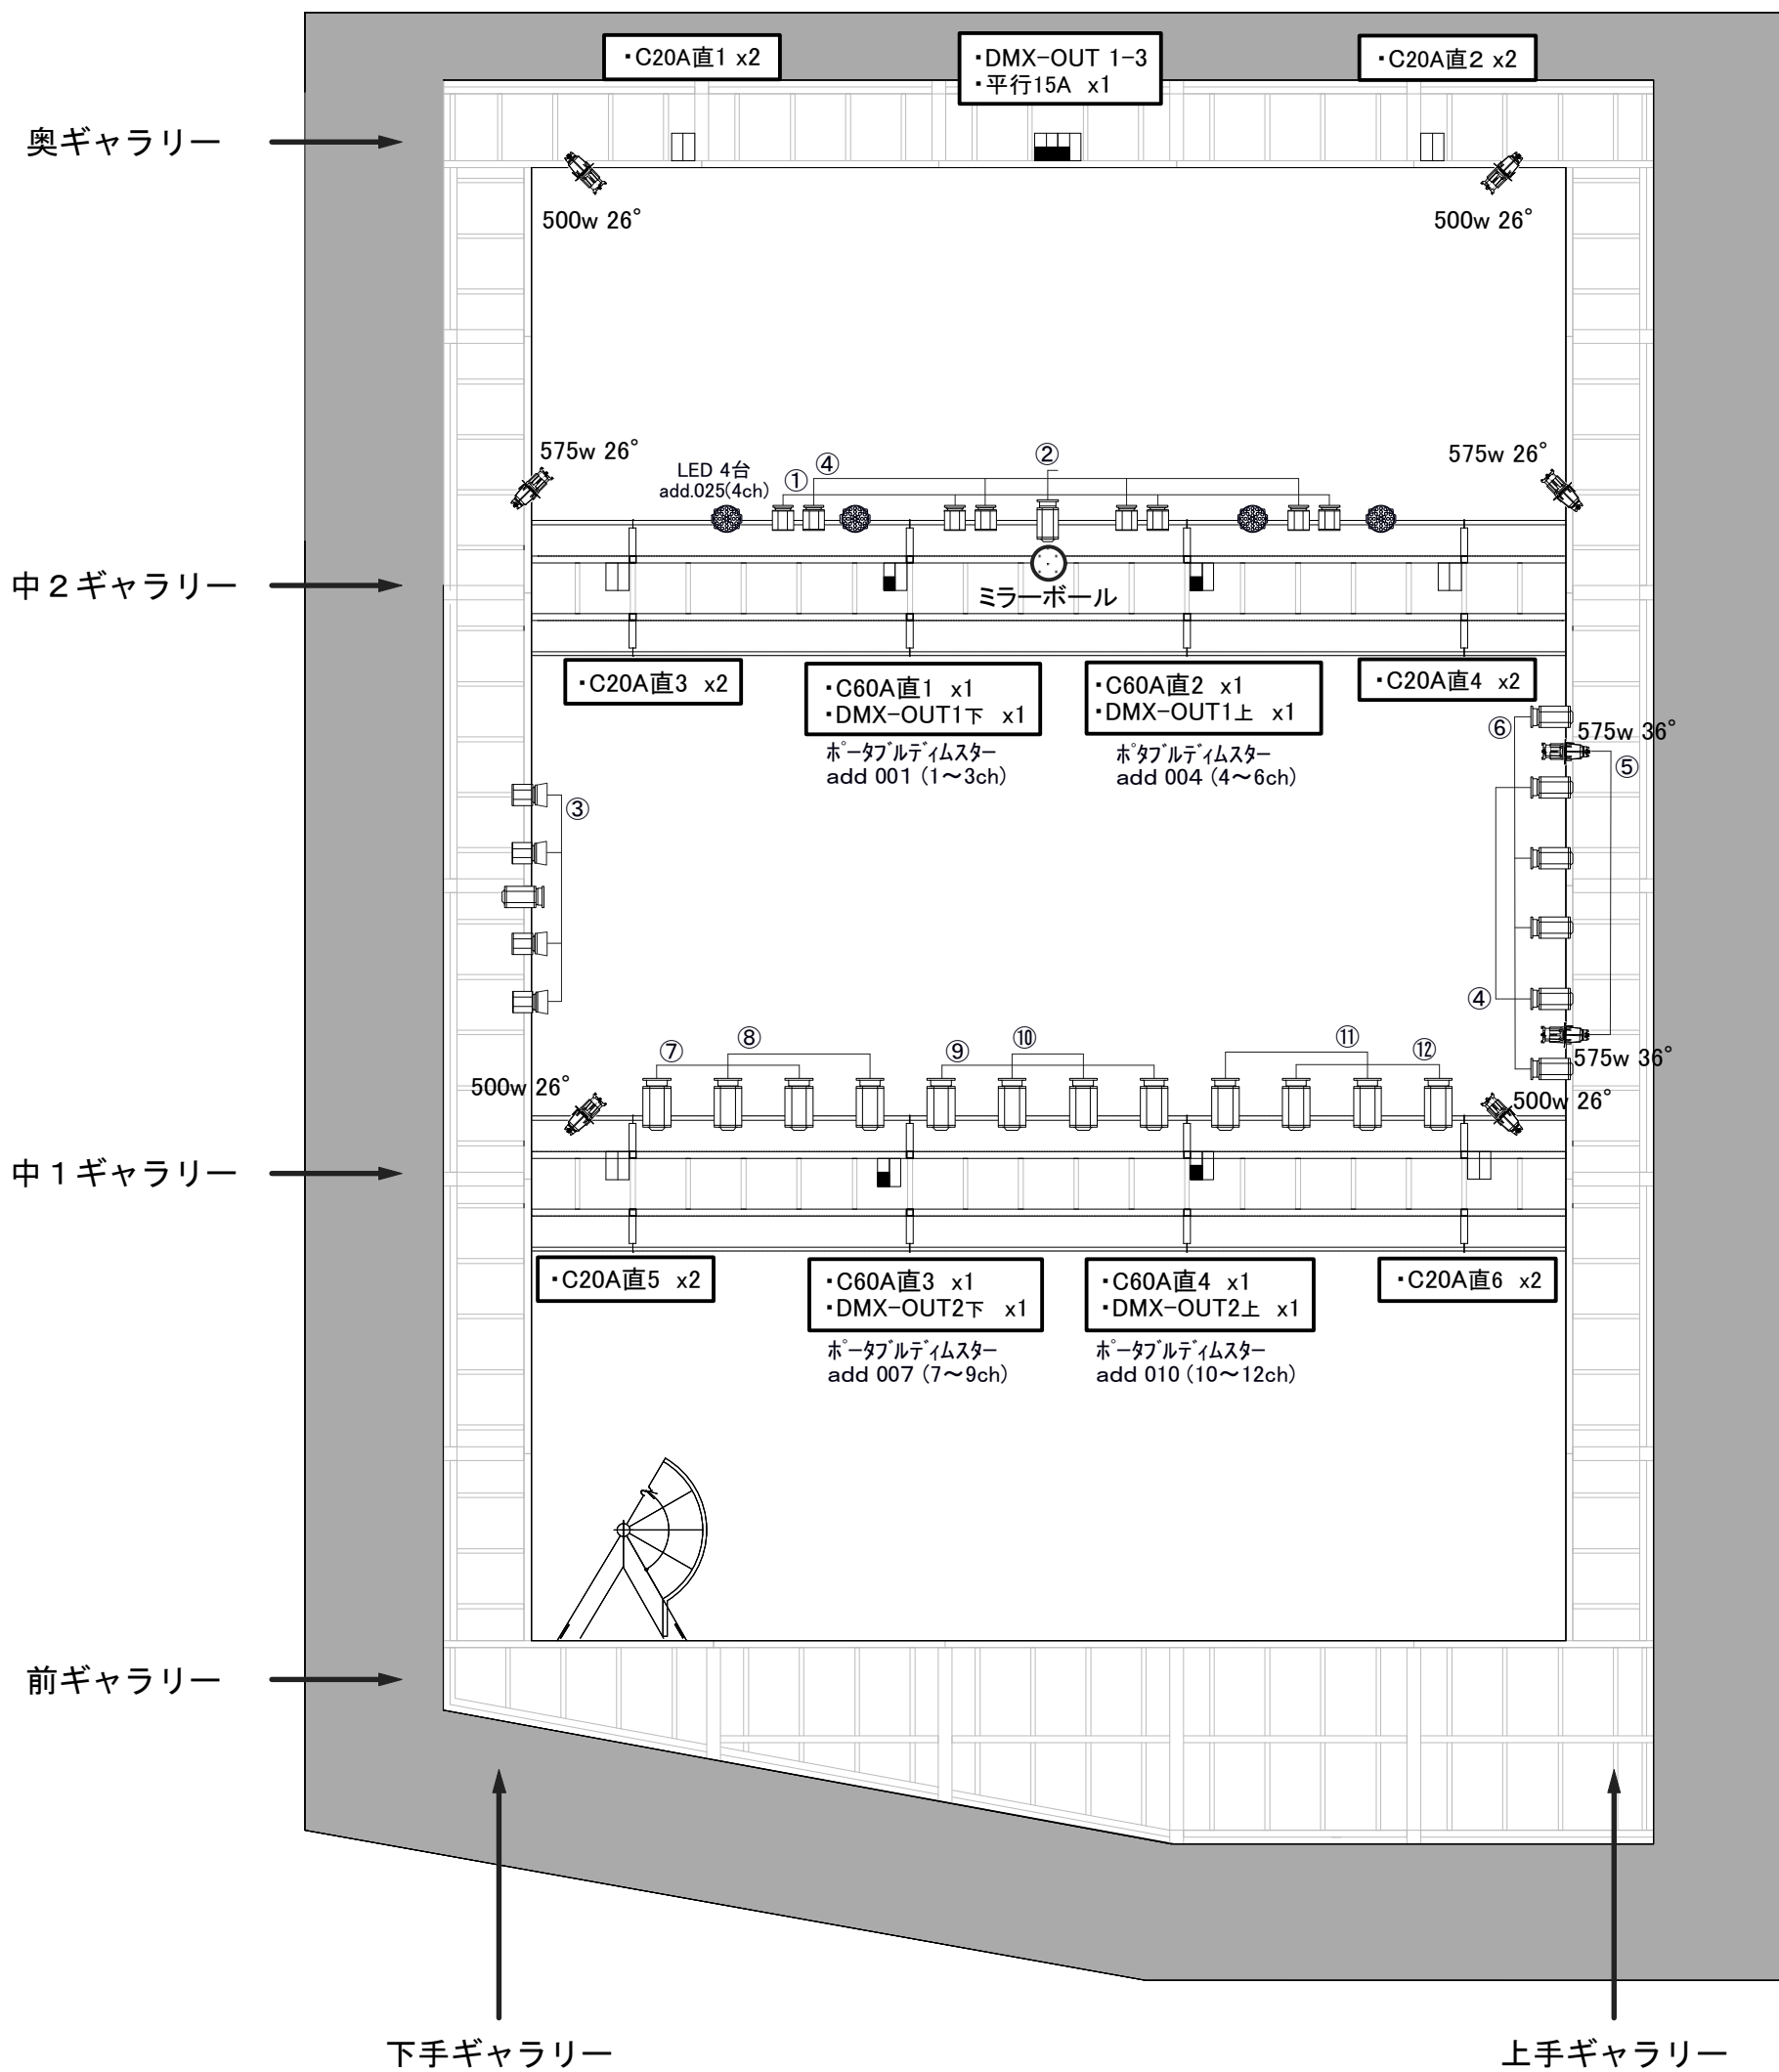 ・C20A直1 x2
・DMX-OUT 1-3
・平行15A x1
・C20A直2 x2
奥ギャラリー
500w 26°
500w 26°
575w 26°
575w 26°
LED 4台
add.025(4ch)
①
④
②
中2ギャラリー
ミラーボール
・C20A直3 x2
・C60A直1 x1
・DMX-OUT1下 x1
・C60A直2 x1
・DMX-OUT1上 x1
・C20A直4 x2
ポータブルディムスター
add 001 (1～3ch)
ポタブルディムスター
add 004 (4～6ch)
⑥
575w 36°
⑤
③
④
575w 36°
⑦
⑧
⑨
⑩
⑪
⑫
500w 26°
500w 26°
中1ギャラリー
・C20A直5 x2
・C60A直3 x1
・DMX-OUT2下 x1
・C60A直4 x1
・DMX-OUT2上 x1
・C20A直6 x2
ポータブルディムスター
add 007 (7～9ch)
ポータブルディムスター
add 010 (10～12ch)
前ギャラリー
下手ギャラリー
上手ギャラリー